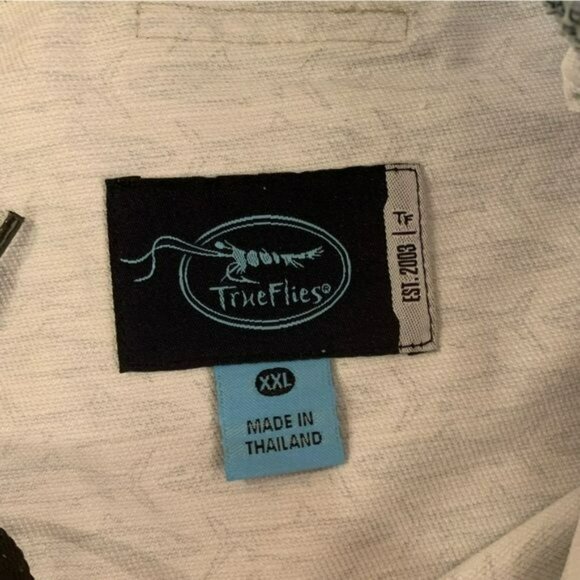 TrueFlies®
EST. 2003 | TF
XXL
MADE IN
THAILAND